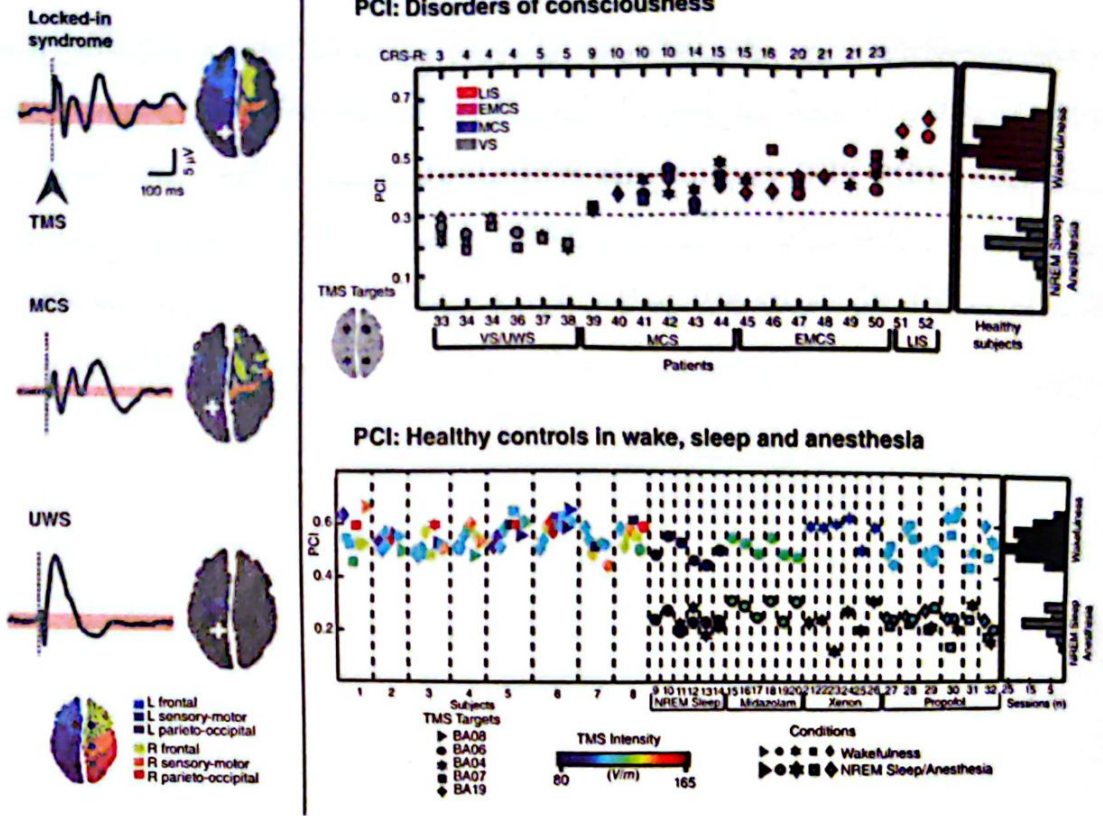 Locked-in
syndrome
5 µV
100 ms
TMS
MCS
UWS
L frontal
L sensory-motor
L parieto-occipital
R frontal
R sensory-motor
R parieto-occipital
PCI: Disorders of consciousness
CRS-R: 3 4 4 4 5 5 9 10 10 10 14 15 15 16 20 21 21 23
LIS
EMCS
MCS
VS
0.7
0.5
0.3
0.1
PCI
Wakefulness
NREM Sleep
Anesthesia
TMS Targets
33 34 34 36 37 38 39 40 41 42 43 44 45 46 47 48 49 50 51 52
VS/UWS MCS EMCS LIS
Patients
Healthy
subjects
PCI: Healthy controls in wake, sleep and anesthesia
0.6
0.4
0.2
PCI
Wakefulness
NREM Sleep
Anesthesia
1 2 3 4 5 6 7 8 9 10 11 12 13 14 15 16 17 18 19 20 21 22 23 24 25 26 27 28 29 30 31 32 25 15 5
Subjects NREM Sleep Midazolam Xenon Propofol Sessions (n)
TMS Targets
BA08
BA06
BA04
BA07
BA19
TMS Intensity
80 (V/m) 165
Conditions
Wakefulness
NREM Sleep/Anesthesia